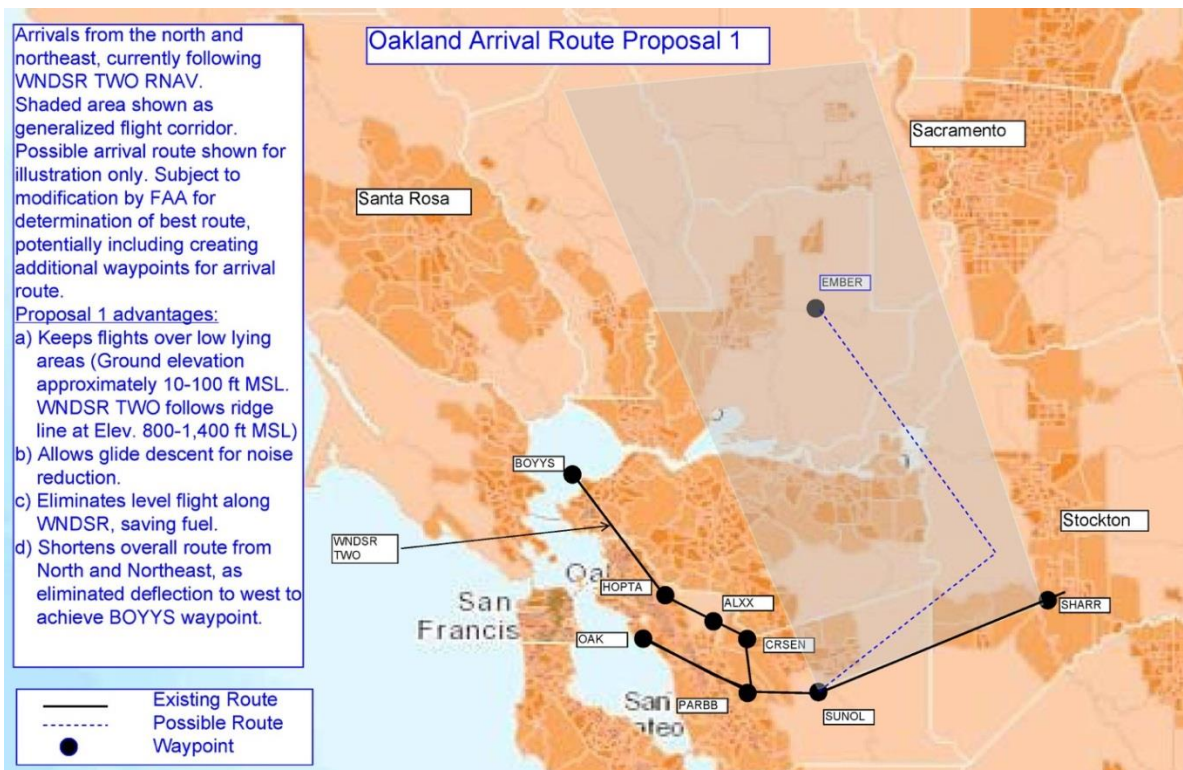 Arrivals from the north and
northeast, currently following
WNDSR TWO RNAV.
Shaded area shown as
generalized flight corridor.
Possible arrival route shown for
illustration only. Subject to
modification by FAA for
determination of best route,
potentially including creating
additional waypoints for arrival
route.
Proposal 1 advantages:
a) Keeps flights over low lying
areas (Ground elevation
approximately 10-100 ft MSL.
WNDSR TWO follows ridge
line at Elev. 800-1,400 ft MSL)
b) Allows glide descent for noise
reduction.
c) Eliminates level flight along
WNDSR, saving fuel.
d) Shortens overall route from
North and Northeast, as
eliminated deflection to west to
achieve BOYYS waypoint.
Existing Route
Possible Route
Waypoint
Oakland Arrival Route Proposal 1
Sacramento
Santa Rosa
EMBER
BOYYS
Stockton
WNDSR
TWO
HOPTA
ALXX
SHARR
San
Francis
OAK
CRSEN
PARBB
SUNOL
San